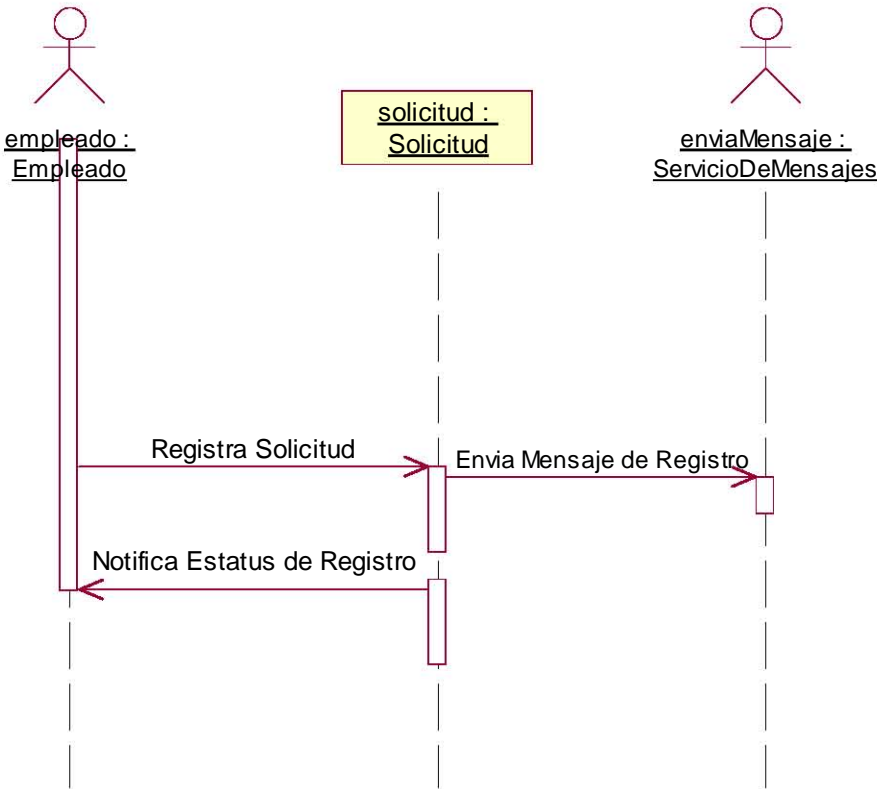 empleado :
Empleado
solicitud :
Solicitud
enviaMensaje :
ServicioDeMensajes
Registra Solicitud
Envia Mensaje de Registro
Notifica Estatus de Registro